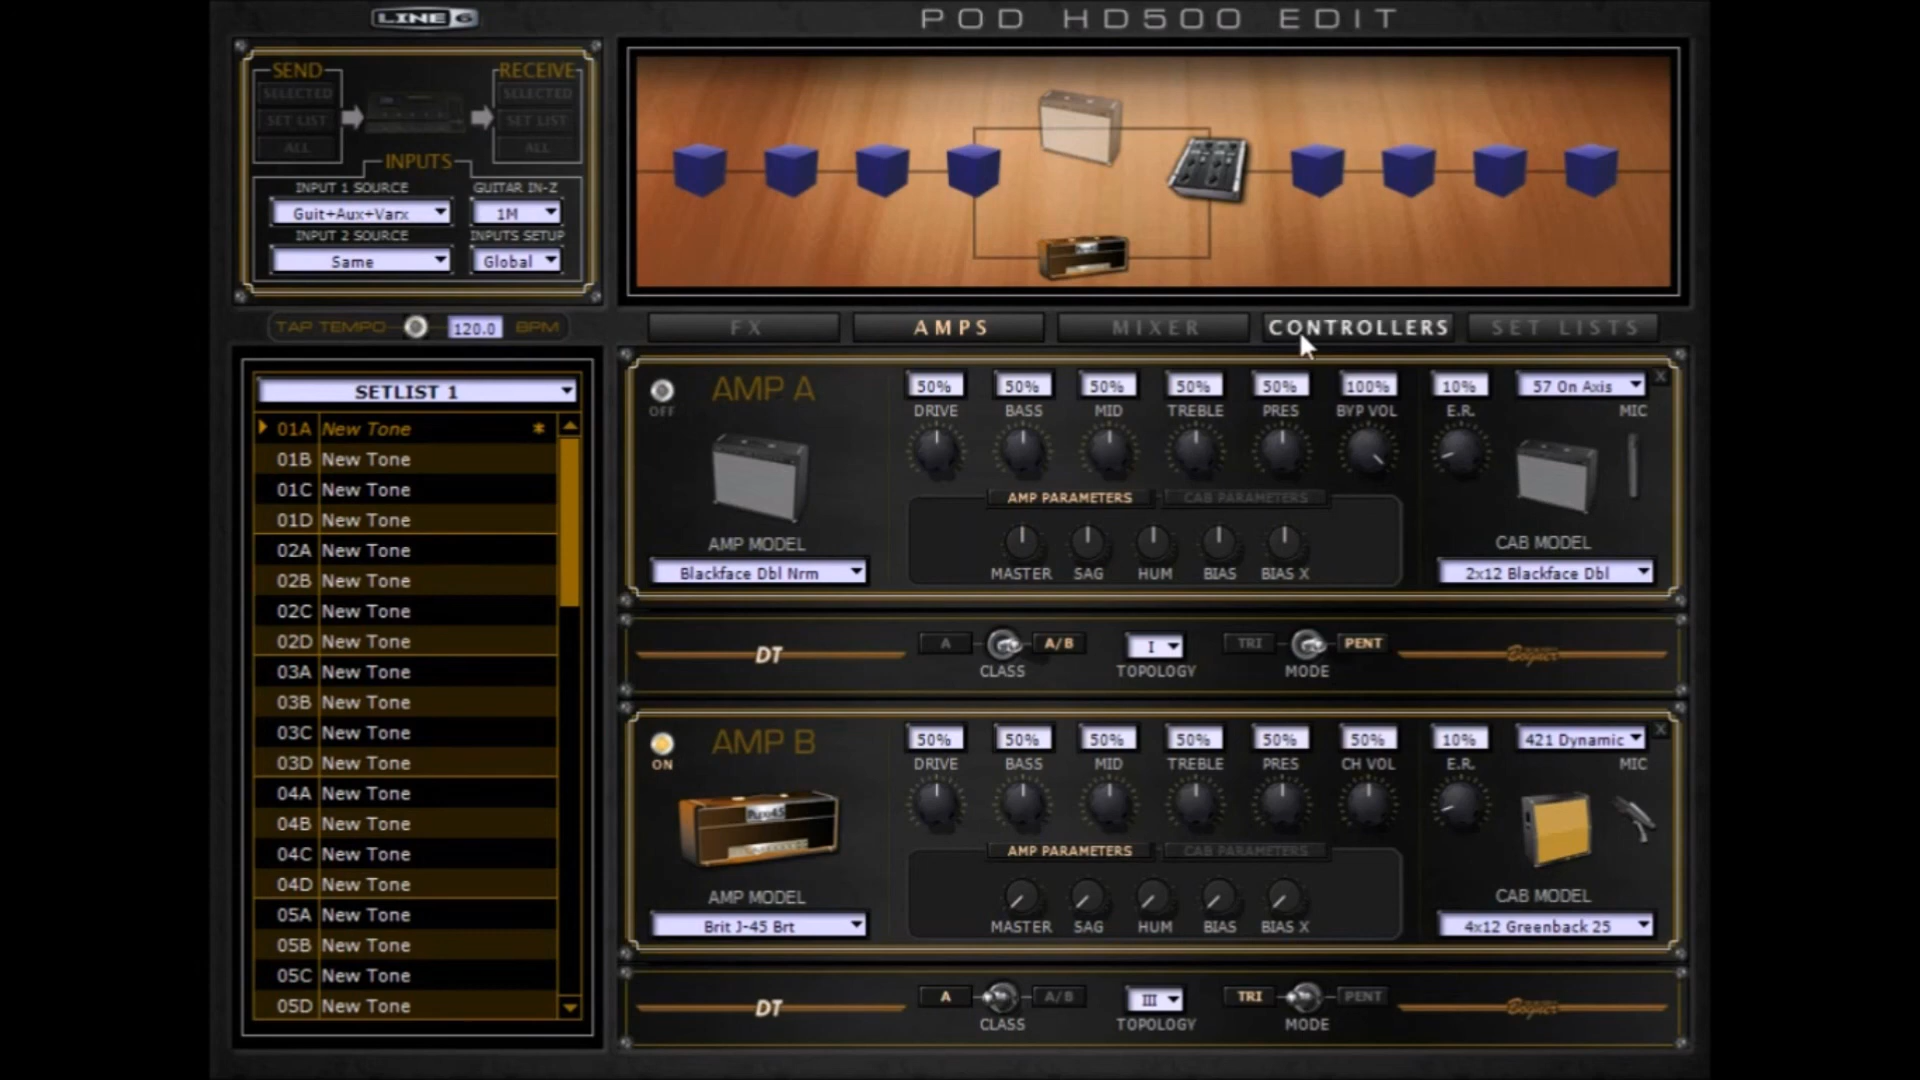 LINE 6
POD HD500 EDIT
SEND
RECEIVE
SELECTED
SELECTED
SET LIST
SET LIST
ALL
ALL
INPUTS
INPUT 1 SOURCE
GUITAR IN-Z
Guit+Aux+Varx
1M
INPUT 2 SOURCE
INPUTS SETUP
Same
Global
TAP TEMPO 120.0 BPM
FX AMPS MIXER CONTROLLERS SET LISTS
SETLIST 1
01A New Tone *
01B New Tone
01C New Tone
01D New Tone
02A New Tone
02B New Tone
02C New Tone
02D New Tone
03A New Tone
03B New Tone
03C New Tone
03D New Tone
04A New Tone
04B New Tone
04C New Tone
04D New Tone
05A New Tone
05B New Tone
05C New Tone
05D New Tone
OFF
AMP A
50% 50% 50% 50% 50% 100% 10% 57 On Axis X
DRIVE BASS MID TREBLE PRES BYP VOL E.R. MIC
AMP PARAMETERS CAB PARAMETERS
AMP MODEL
CAB MODEL
Blackface Dbl Nrm
MASTER SAG HUM BIAS BIAS X
2x12 Blackface Dbl
DT
A A/B
CLASS
I
TOPOLOGY
TRI PENT
MODE
Bogner
ON
AMP B
50% 50% 50% 50% 50% 50% 10% 421 Dynamic X
DRIVE BASS MID TREBLE PRES CH VOL E.R. MIC
AMP PARAMETERS CAB PARAMETERS
AMP MODEL
CAB MODEL
Brit J-45 Brt
MASTER SAG HUM BIAS BIAS X
4x12 Greenback 25
DT
A A/B
CLASS
III
TOPOLOGY
TRI PENT
MODE
Bogner